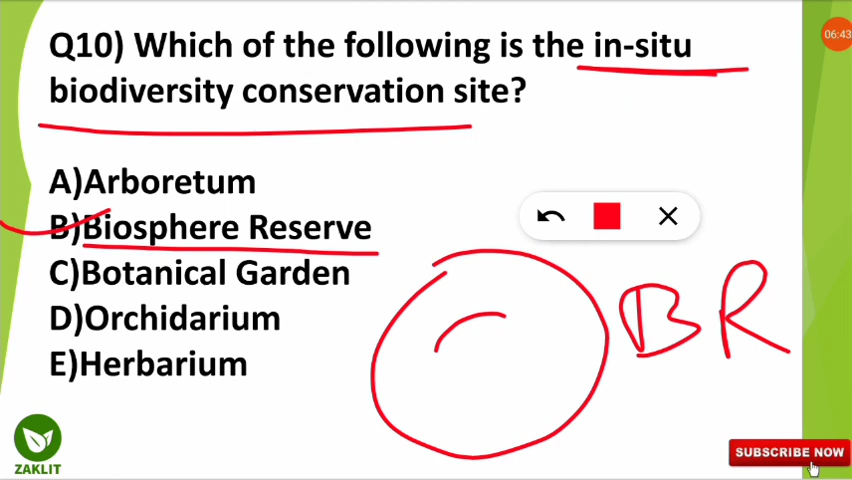 06:43
Q10) Which of the following is the in-situ
biodiversity conservation site?
A)Arboretum
B)Biosphere Reserve
C)Botanical Garden
D)Orchidarium
E)Herbarium
BR
ZAKLIT
SUBSCRIBE NOW